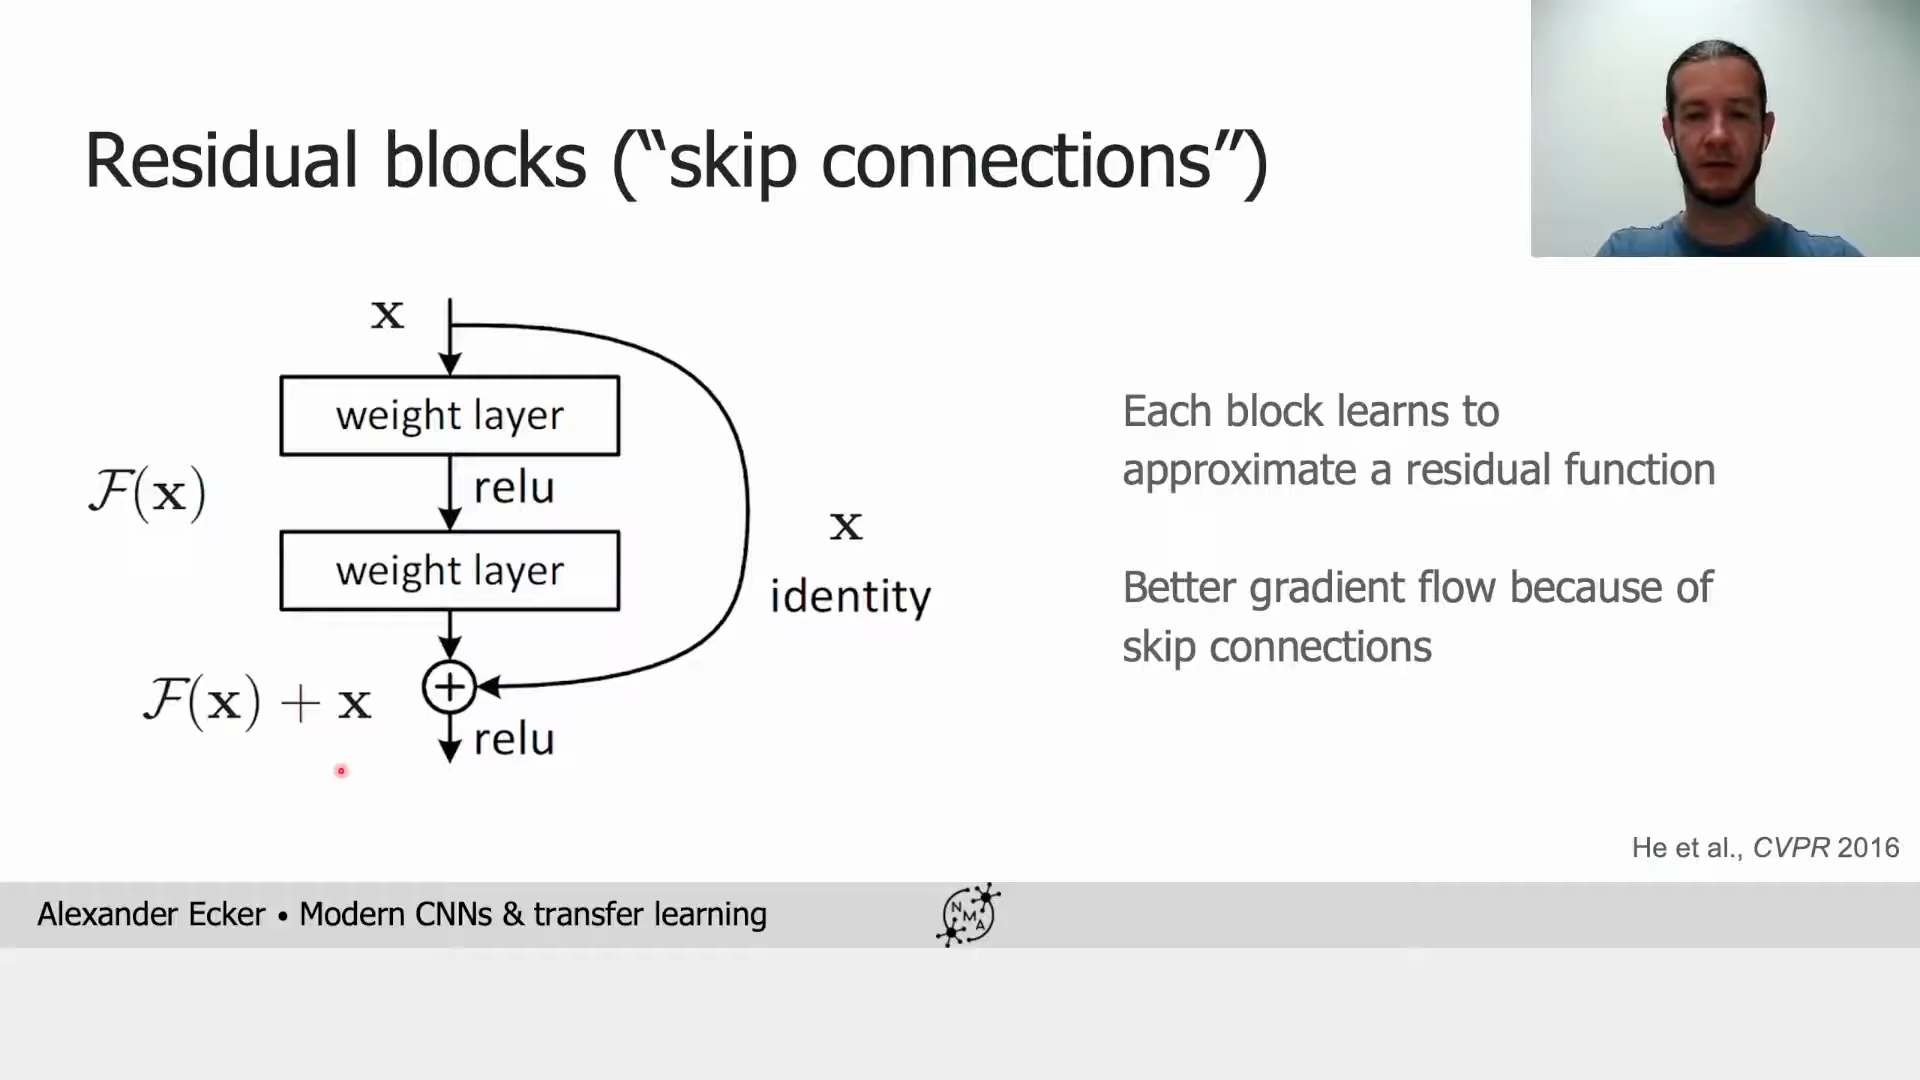 Residual blocks (“skip connections”)
x
weight layer
F(x)
relu
weight layer
x
identity
F(x) + x
relu
Each block learns to
approximate a residual function
Better gradient flow because of
skip connections
He et al., CVPR 2016
Alexander Ecker • Modern CNNs & transfer learning
NMA